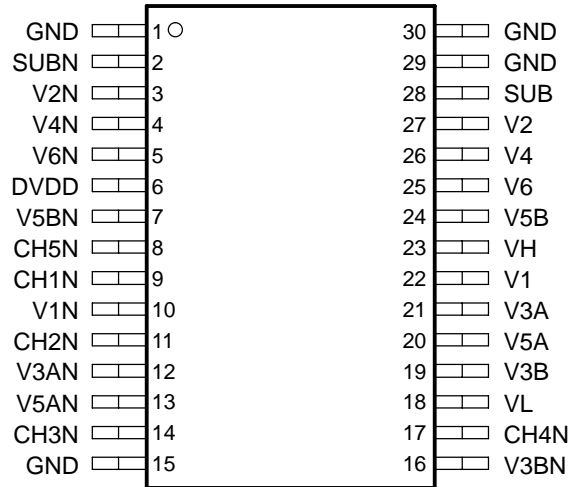 GND 1 30 GND
SUBN 2 29 GND
V2N 3 28 SUB
V4N 4 27 V2
V6N 5 26 V4
DVDD 6 25 V6
V5BN 7 24 V5B
CH5N 8 23 VH
CH1N 9 22 V1
V1N 10 21 V3A
CH2N 11 20 V5A
V3AN 12 19 V3B
V5AN 13 18 VL
CH3N 14 17 CH4N
GND 15 16 V3BN